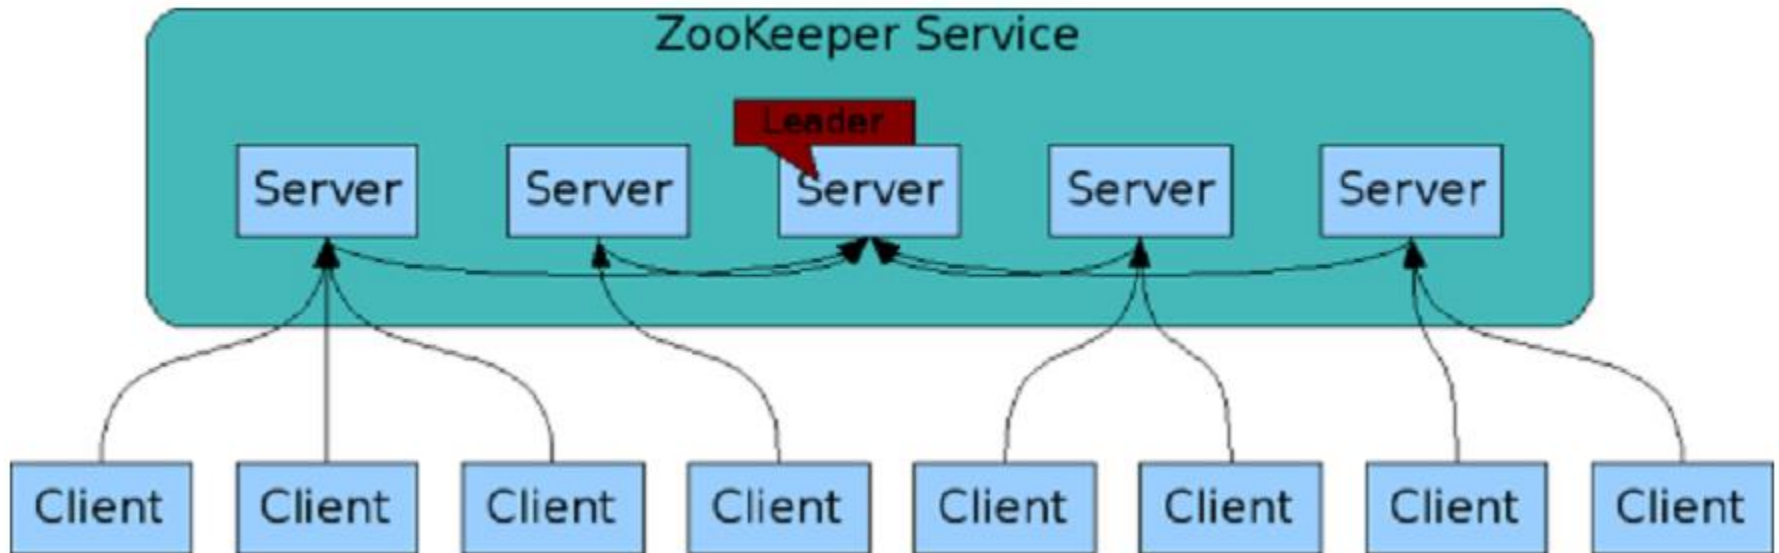 ZooKeeper Service
Leader
Server Server Server Server Server
Client Client Client Client Client Client Client Client